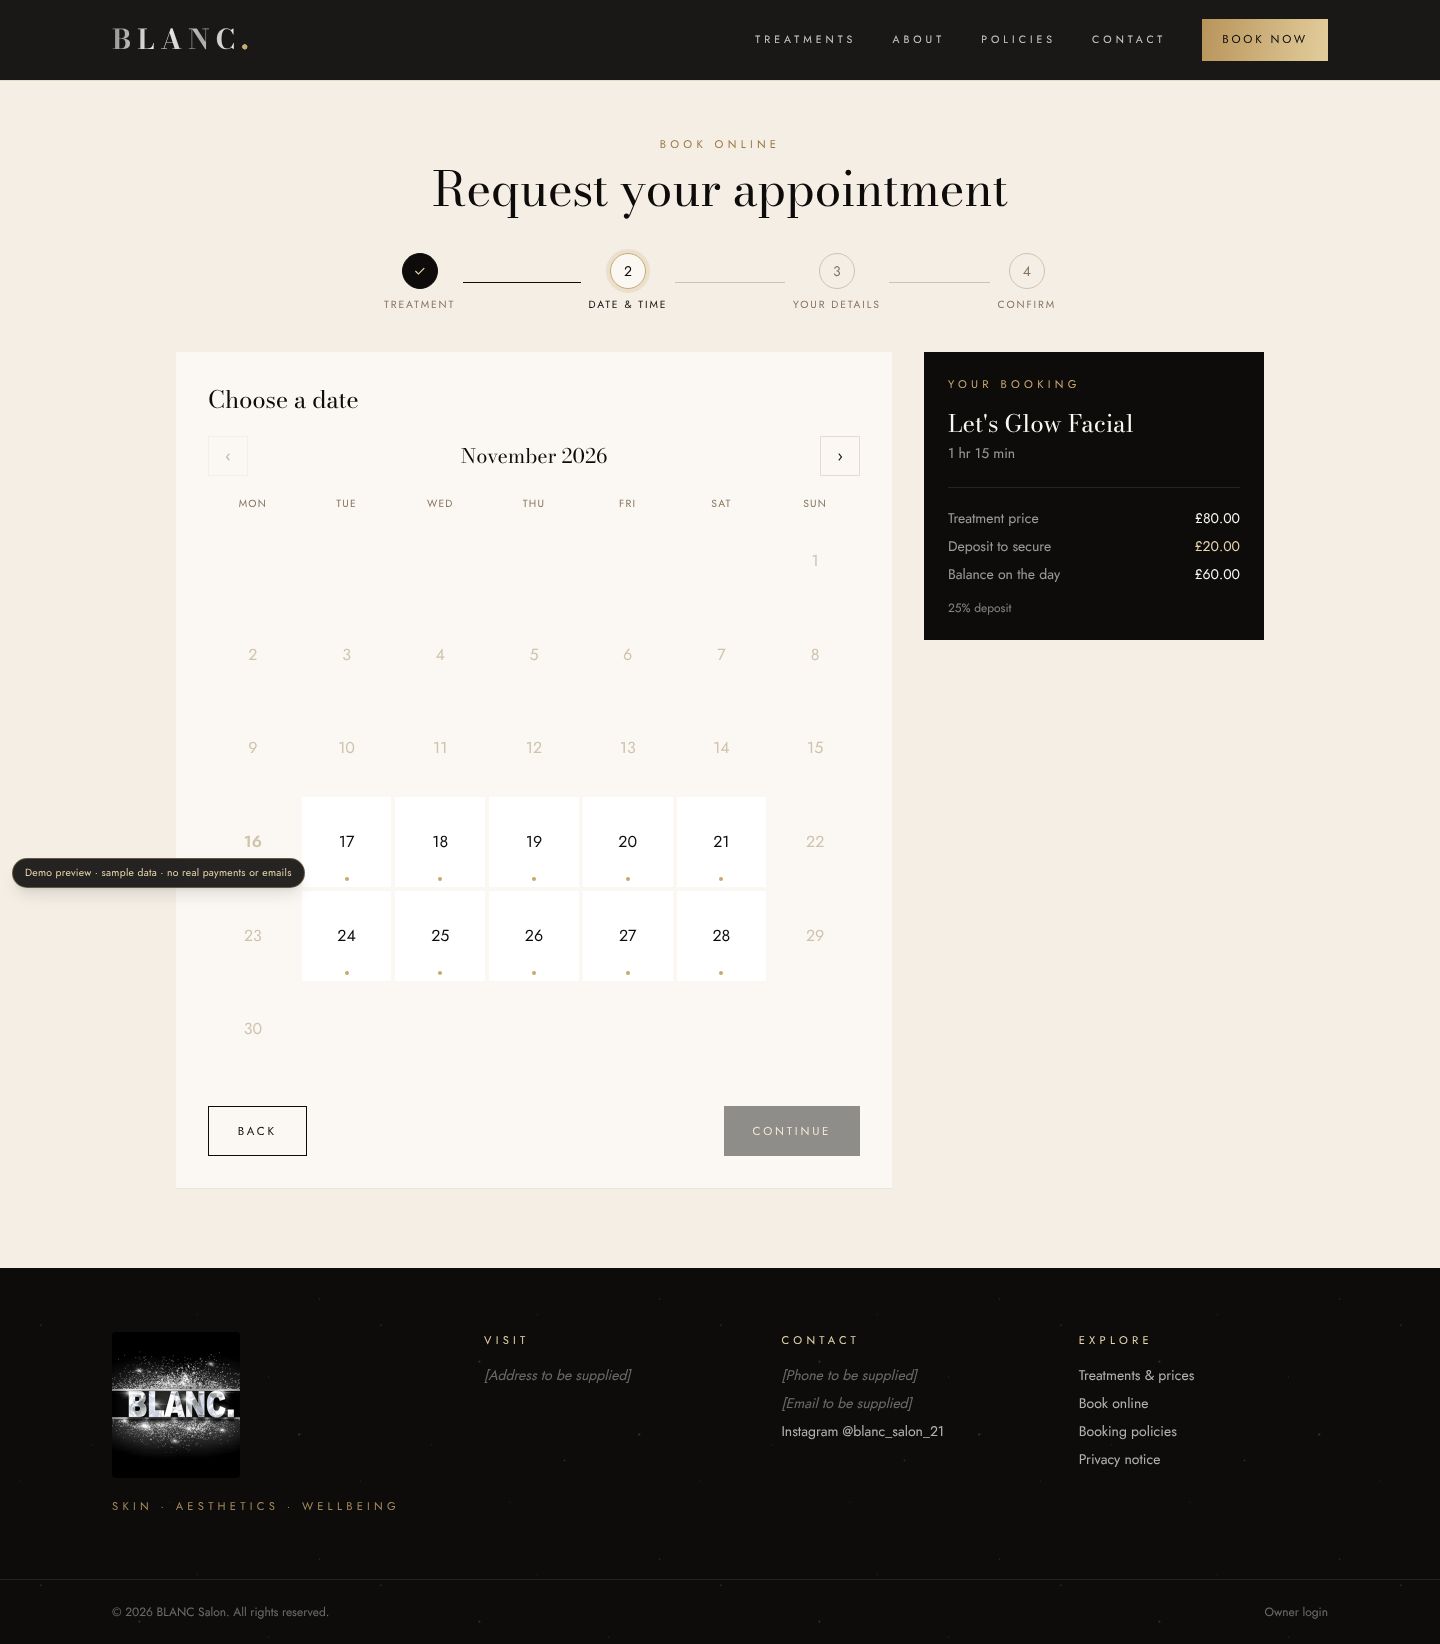 BLANC.
TREATMENTS ABOUT POLICIES CONTACT BOOK NOW
BOOK ONLINE
Request your appointment
2 3 4
TREATMENT DATE & TIME YOUR DETAILS CONFIRM
Choose a date
‹ November 2026 ›
MON TUE WED THU FRI SAT SUN
1
2 3 4 5 6 7 8
9 10 11 12 13 14 15
16 17 18 19 20 21 22
Demo preview · sample data · no real payments or emails
23 24 25 26 27 28 29
30
BACK CONTINUE
YOUR BOOKING
Let's Glow Facial
1 hr 15 min
Treatment price £80.00
Deposit to secure £20.00
Balance on the day £60.00
25% deposit
BLANC.
SKIN · AESTHETICS · WELLBEING
VISIT
[Address to be supplied]
CONTACT
[Phone to be supplied]
[Email to be supplied]
Instagram @blanc_salon_21
EXPLORE
Treatments & prices
Book online
Booking policies
Privacy notice
© 2026 BLANC Salon. All rights reserved.
Owner login